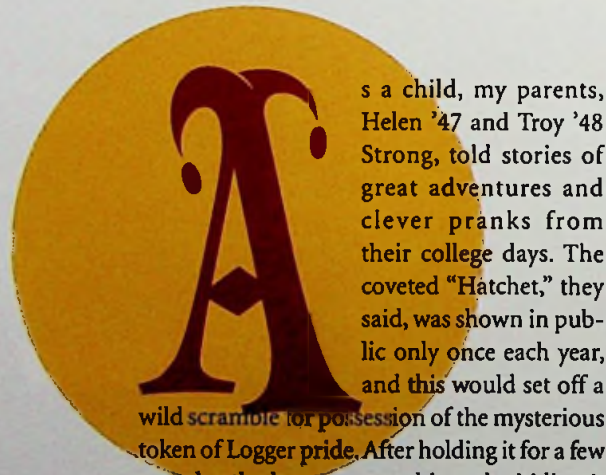 As a child, my parents,
Helen '47 and Troy '48
Strong, told stories of
great adventures and
clever pranks from
their college days. The
coveted “Hatchet,” they
said, was shown in pub-
lic only once each year,
and this would set off a
wild scramble for possession of the mysterious
token of Logger pride. After holding it for a few